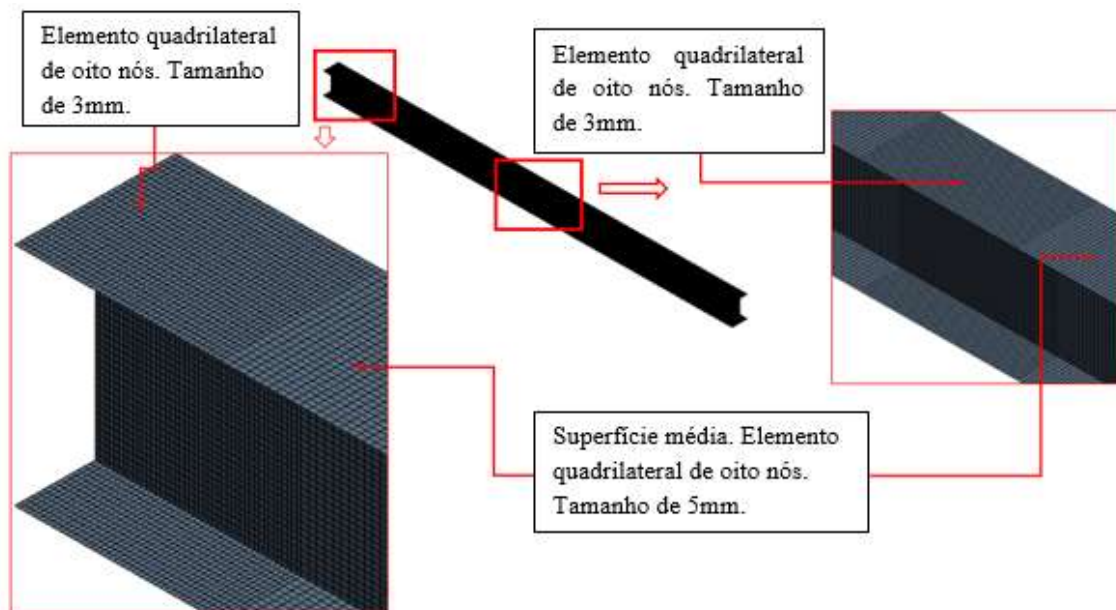 Elemento quadrilateral
de oito nós. Tamanho
de 3mm.
Elemento quadrilateral
de oito nós. Tamanho
de 3mm.
Superfície média. Elemento
quadrilateral de oito nós.
Tamanho de 5mm.